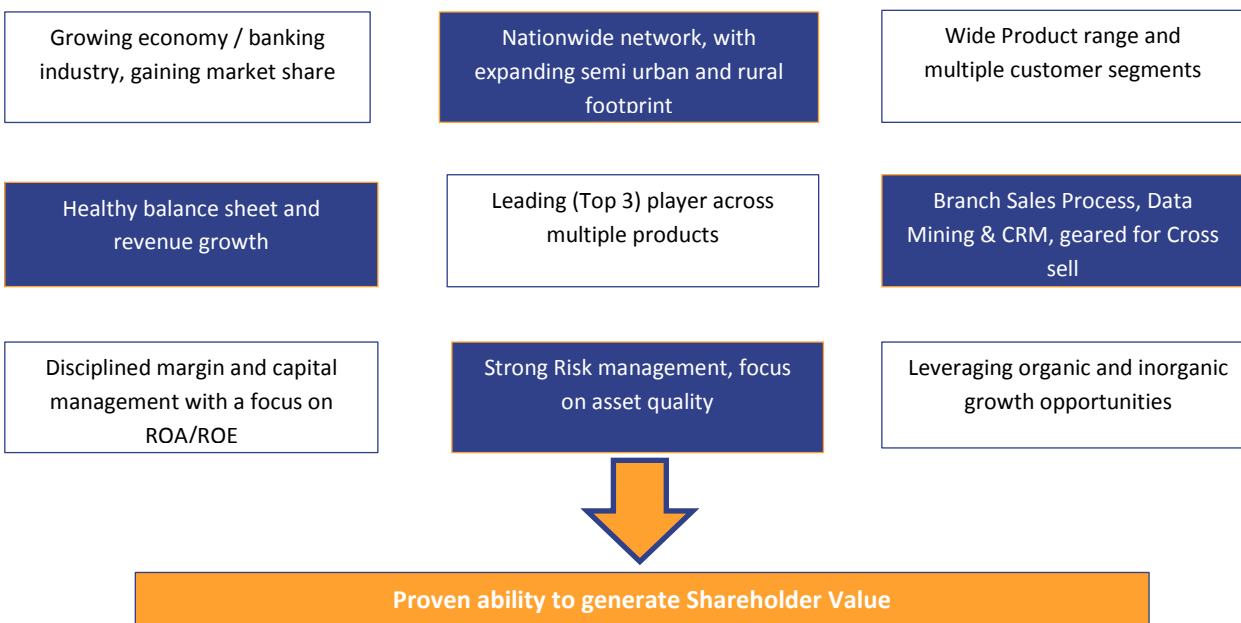 Growing economy / banking
industry, gaining market share
Nationwide network, with
expanding semi urban and rural
footprint
Wide Product range and
multiple customer segments
Healthy balance sheet and
revenue growth
Leading (Top 3) player across
multiple products
Branch Sales Process, Data
Mining & CRM, geared for Cross
sell
Disciplined margin and capital
management with a focus on
ROA/ROE
Strong Risk management, focus
on asset quality
Leveraging organic and inorganic
growth opportunities
Proven ability to generate Shareholder Value